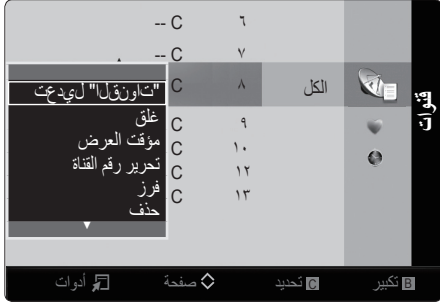 قنوات
٦ C --
٧ C --
الكل ٨ C
٩ C
١٠ C
١٢ C
١٣ C
"تاونقلا" ليدعت
غلق
مؤقت العرض
تحرير رقم القناة
فرز
حذف
B تكبير C تحديد صفحة أدوات